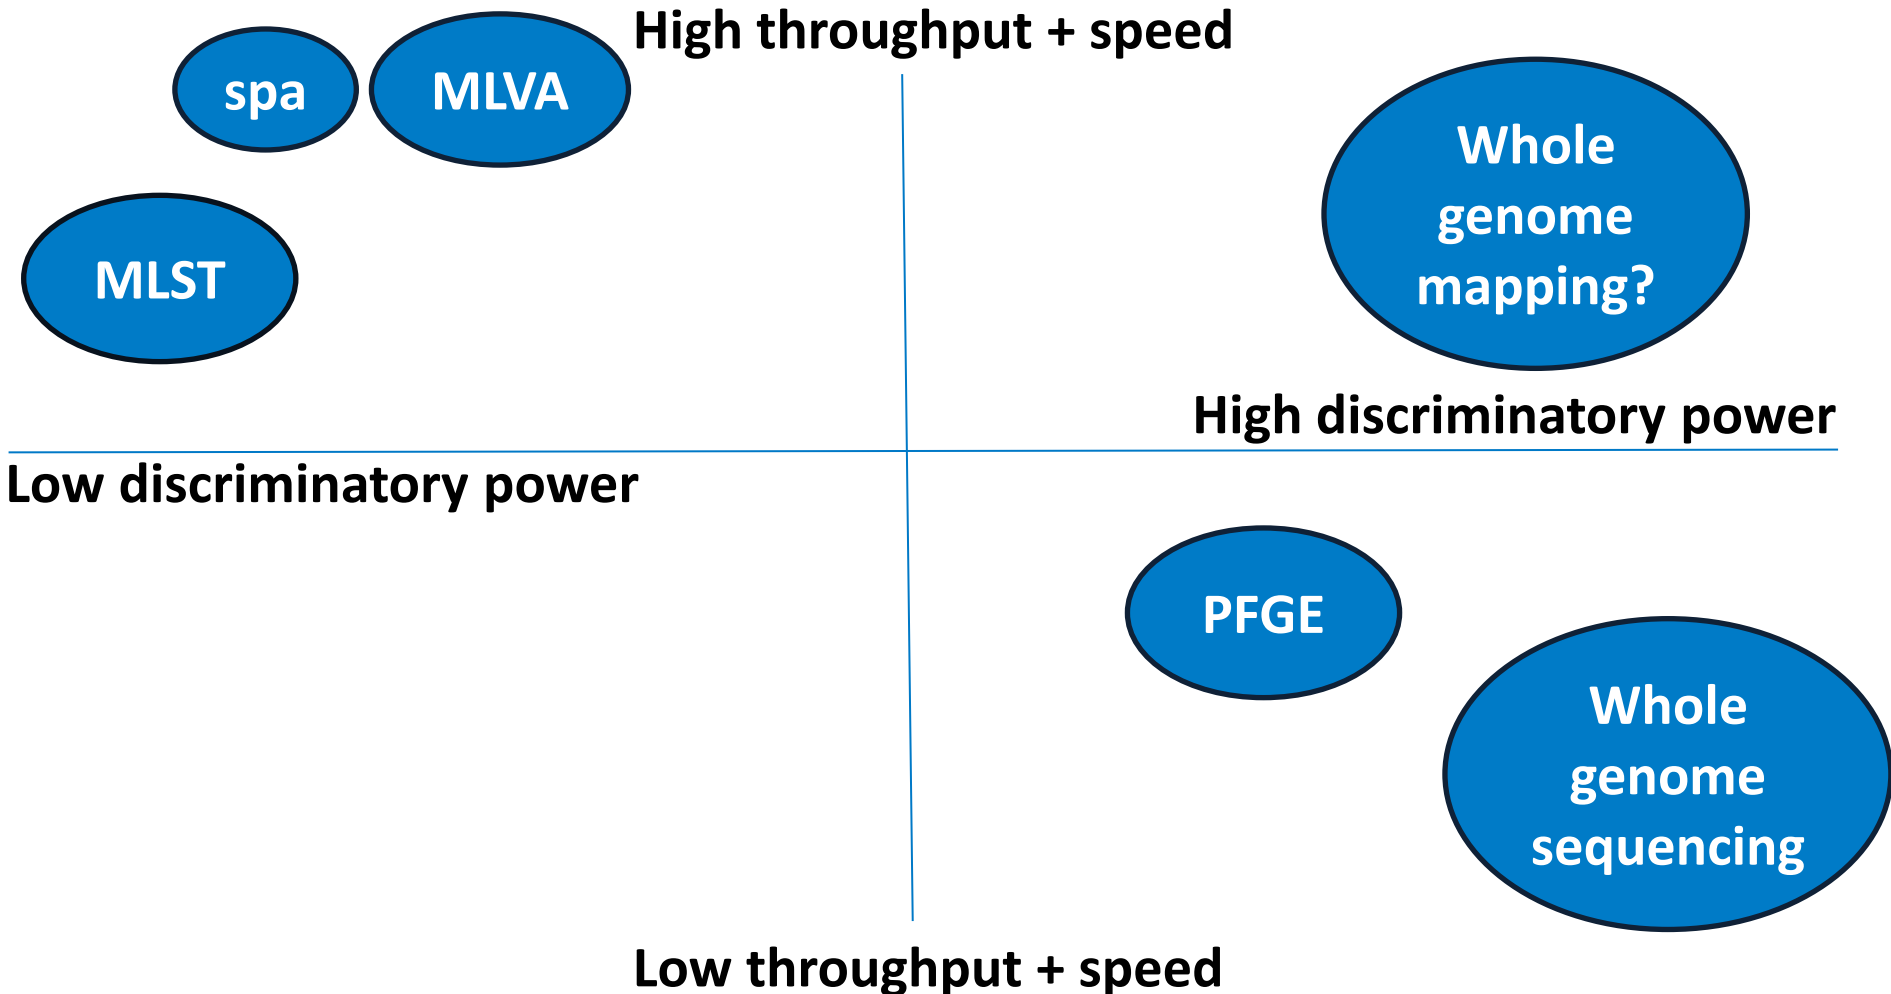 High throughput + speed
spa
MLVA
MLST
Whole
genome
mapping?
High discriminatory power
Low discriminatory power
PFGE
Whole
genome
sequencing
Low throughput + speed